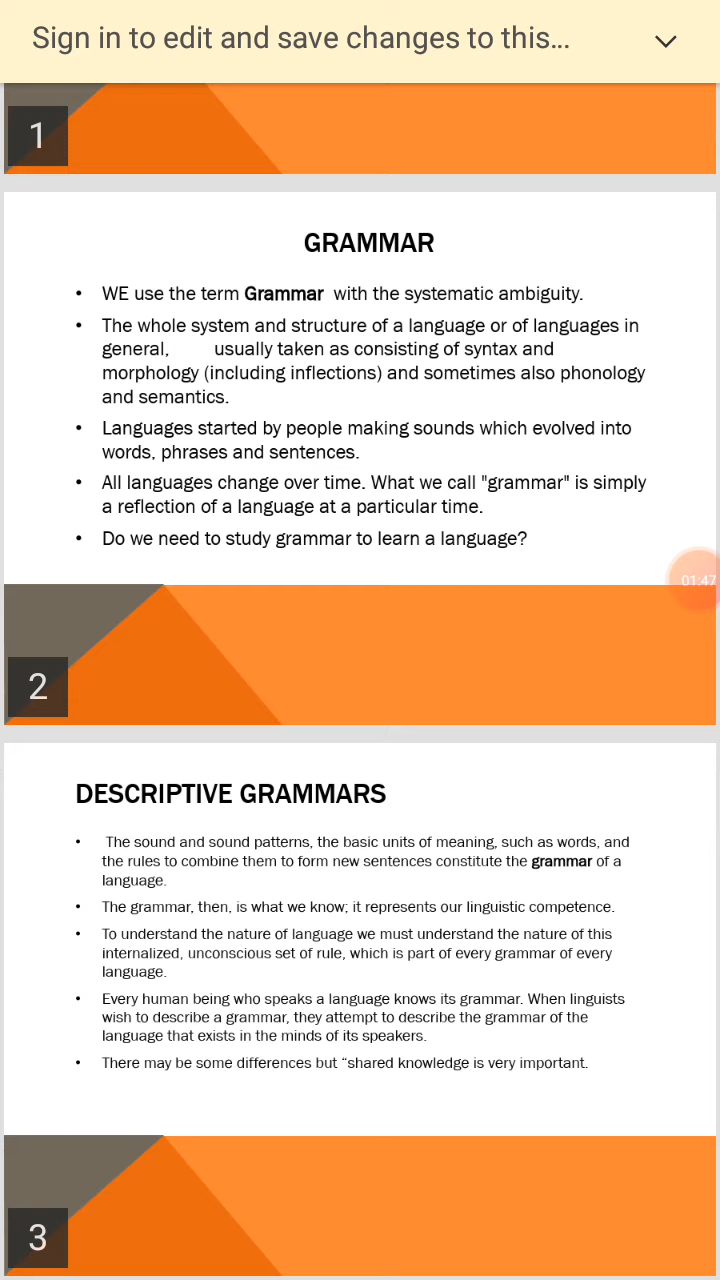 Sign in to edit and save changes to this...
1
GRAMMAR
• WE use the term Grammar with the systematic ambiguity.
• The whole system and structure of a language or of languages in
general, usually taken as consisting of syntax and
morphology (including inflections) and sometimes also phonology
and semantics.
• Languages started by people making sounds which evolved into
words, phrases and sentences.
• All languages change over time. What we call "grammar" is simply
a reflection of a language at a particular time.
• Do we need to study grammar to learn a language?
01:47
2
DESCRIPTIVE GRAMMARS
• The sound and sound patterns, the basic units of meaning, such as words, and
the rules to combine them to form new sentences constitute the grammar of a
language.
• The grammar, then, is what we know; it represents our linguistic competence.
• To understand the nature of language we must understand the nature of this
internalized, unconscious set of rule, which is part of every grammar of every
language.
• Every human being who speaks a language knows its grammar. When linguists
wish to describe a grammar, they attempt to describe the grammar of the
language that exists in the minds of its speakers.
• There may be some differences but “shared knowledge is very important.
3